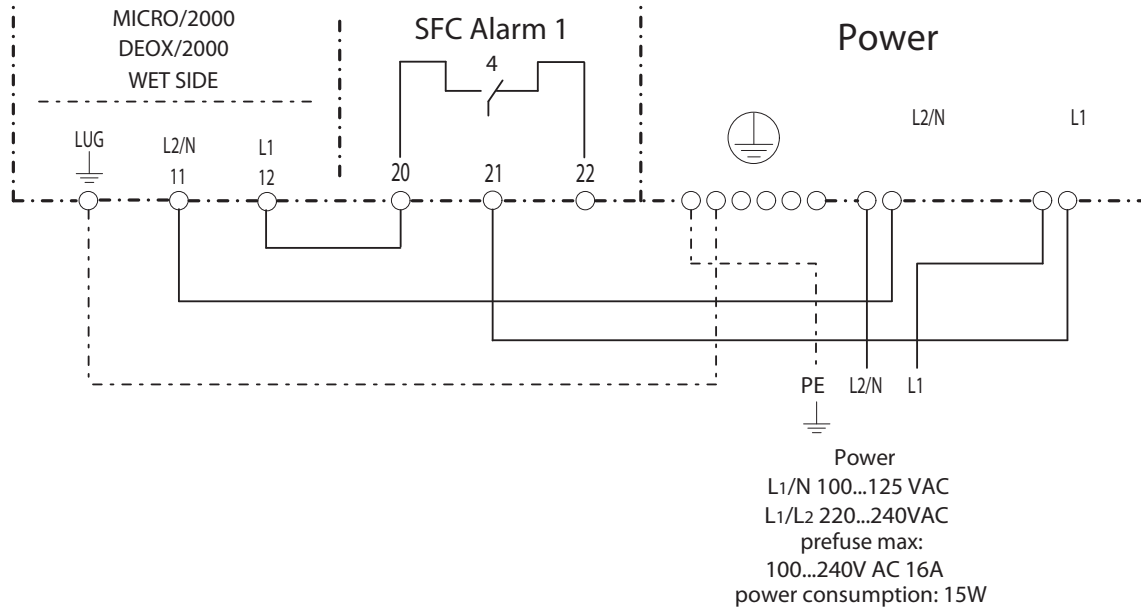 MICRO/2000
DEOX/2000
WET SIDE
SFC Alarm 1
4
Power
LUG
L2/N
L1
L2/N
L1
11
12
20
21
22
PE
L2/N
L1
Power
L1/N 100...125 VAC
L1/L2 220...240VAC
prefuse max:
100...240V AC 16A
power consumption: 15W